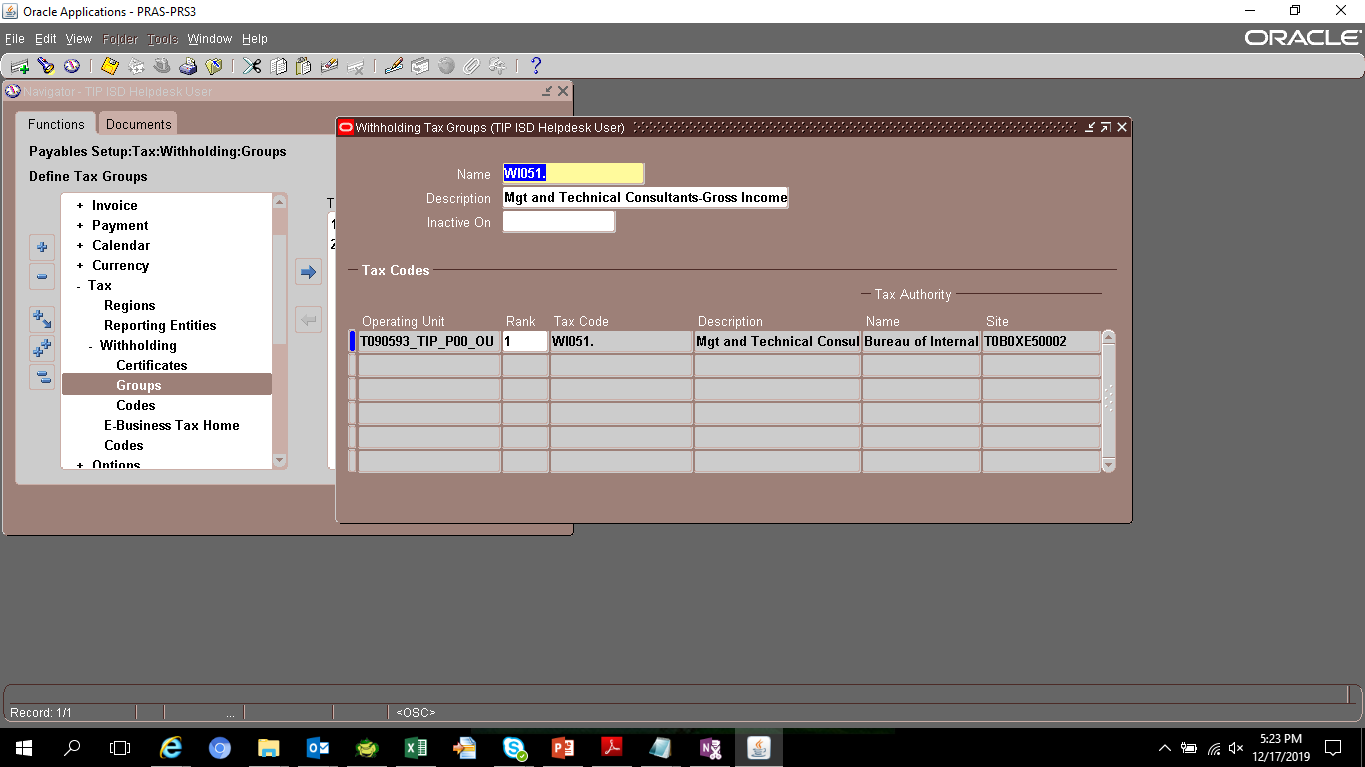 Oracle Applications - PRAS-PRS3
File Edit View Folder Tools Window Help
ORACLE
Navigator - TIP ISD Helpdesk User
Functions Documents
Payables Setup:Tax:Withholding:Groups
Define Tax Groups
+ Invoice
+ Payment
+ Calendar
+ Currency
- Tax
Regions
Reporting Entities
- Withholding
Certificates
Groups
Codes
E-Business Tax Home
Codes
+ Options
T
1
2
Withholding Tax Groups (TIP ISD Helpdesk User)
Name WI051.
Description Mgt and Technical Consultants-Gross Income
Inactive On
Tax Codes
Tax Authority
Operating Unit Rank Tax Code Description Name Site
T090593_TIP_P00_OU 1 WI051. Mgt and Technical Consul Bureau of Internal T0B0XE50002
Record: 1/1 ... <OSC>
5:23 PM
12/17/2019